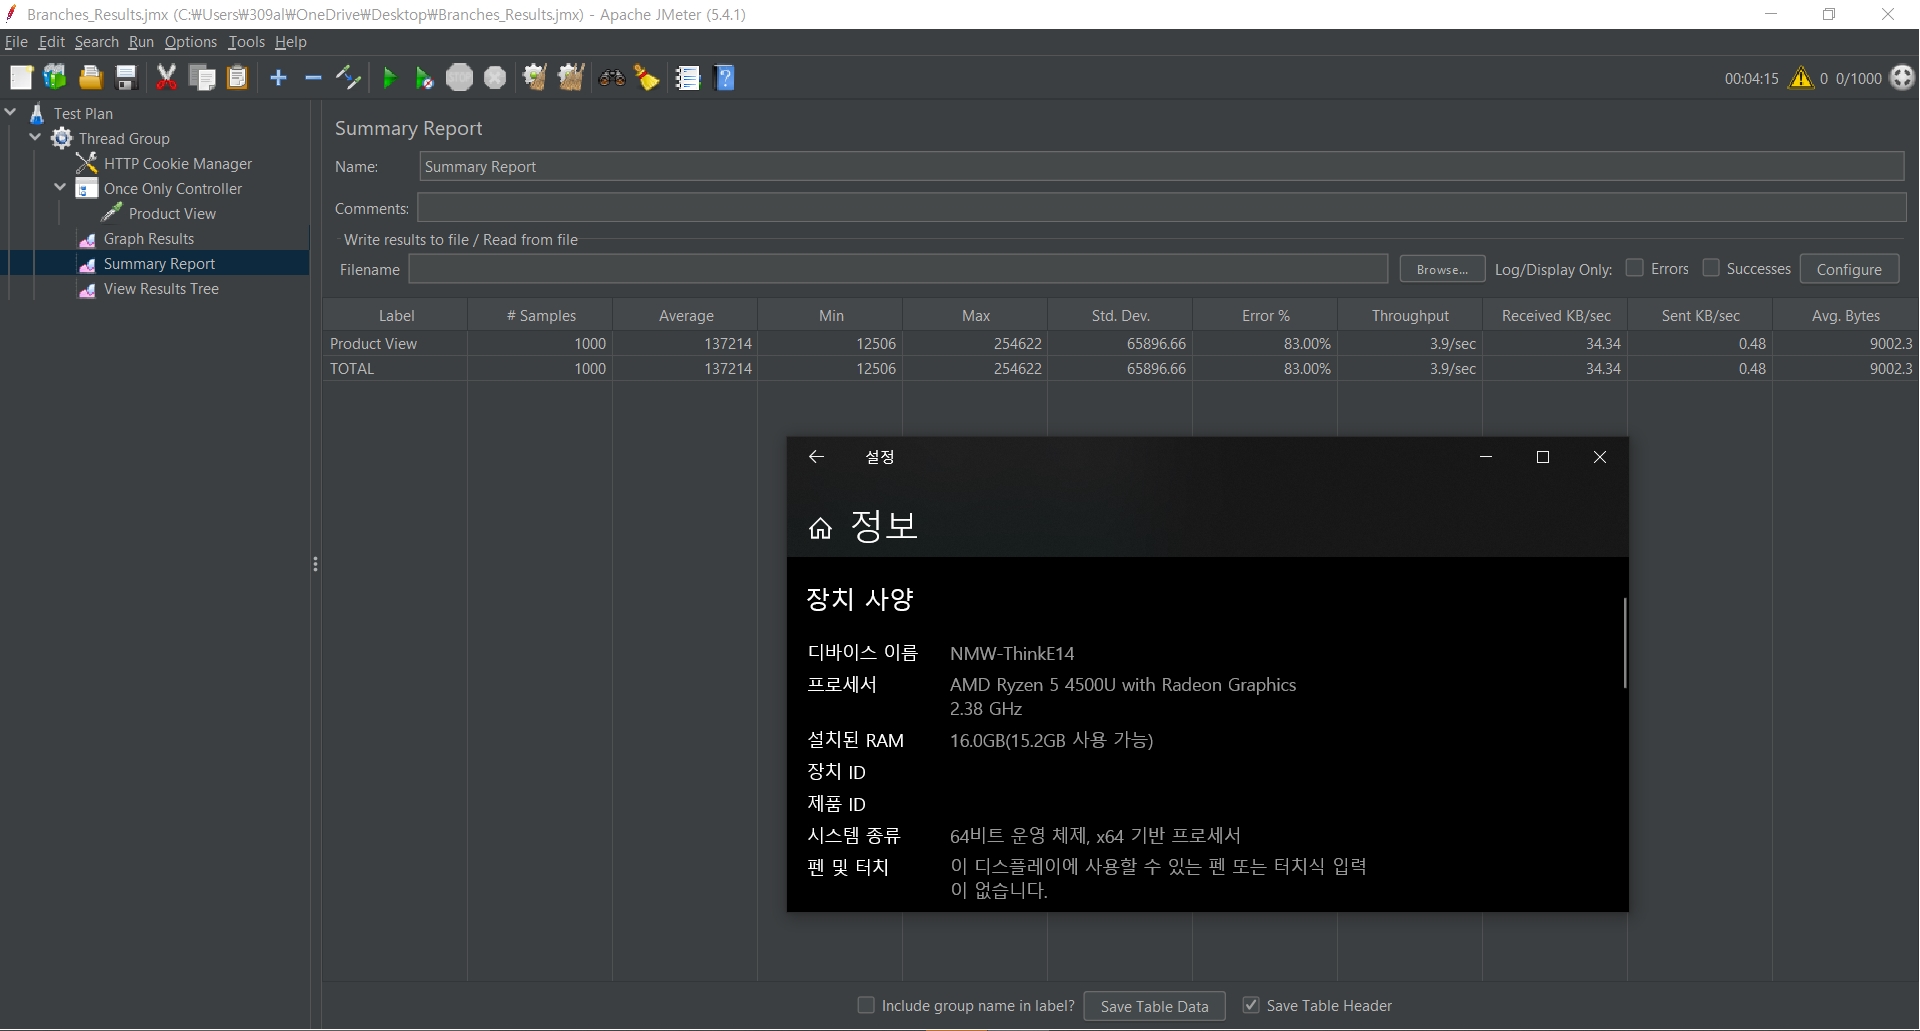 Branches_Results.jmx (C:₩Users₩309al₩OneDrive₩Desktop₩Branches_Results.jmx) - Apache JMeter (5.4.1)
File Edit Search Run Options Tools Help
STOP
?
00:04:15 0 0/1000
Test Plan
Thread Group
HTTP Cookie Manager
Once Only Controller
Product View
Graph Results
Summary Report
View Results Tree
Summary Report
Name: Summary Report
Comments:
Write results to file / Read from file
Filename Browse... Log/Display Only: Errors Successes Configure
Label # Samples Average Min Max Std. Dev. Error % Throughput Received KB/sec Sent KB/sec Avg. Bytes
Product View 1000 137214 12506 254622 65896.66 83.00% 3.9/sec 34.34 0.48 9002.3
TOTAL 1000 137214 12506 254622 65896.66 83.00% 3.9/sec 34.34 0.48 9002.3
설정
정보
장치 사양
디바이스 이름 NMW-ThinkE14
프로세서 AMD Ryzen 5 4500U with Radeon Graphics
2.38 GHz
설치된 RAM 16.0GB(15.2GB 사용 가능)
장치 ID
제품 ID
시스템 종류 64비트 운영 체제, x64 기반 프로세서
펜 및 터치 이 디스플레이에 사용할 수 있는 펜 또는 터치식 입력
이 없습니다.
Include group name in label? Save Table Data Save Table Header